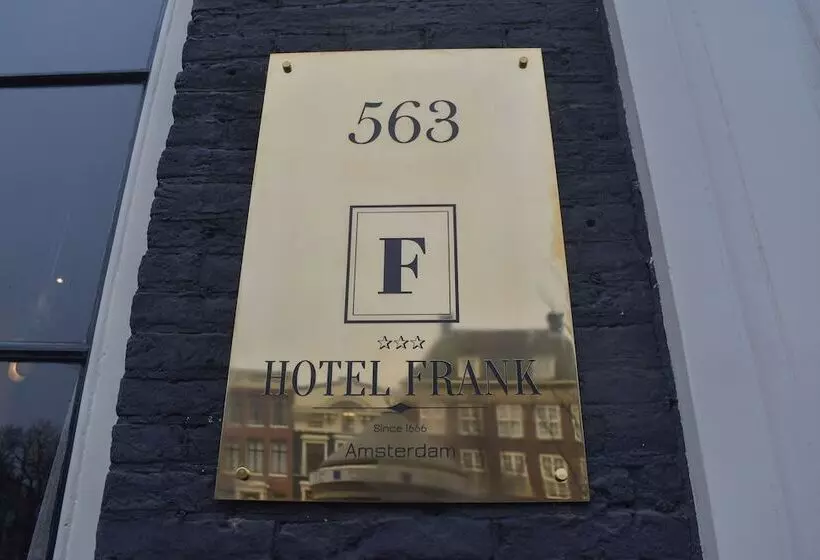 563
F
HOTEL FRANK
Since 1666
Amsterdam